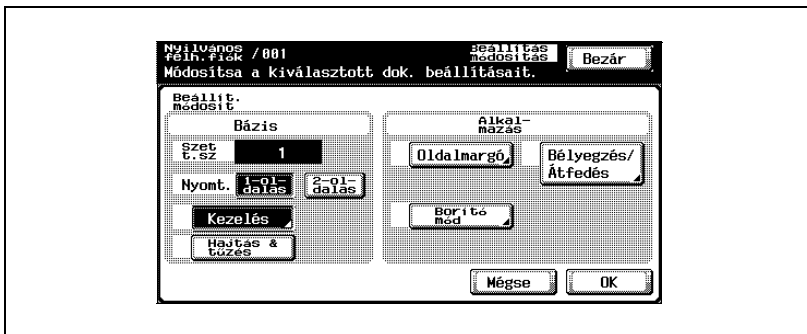 Nyilvános
félh.fiók /001
Beállítás
módosítás
Bezár
Módosítsa a kiválasztott dok. beállításait.
Beállít.
módosít
Bázis
Szet
t.sz
1
Nyomt.
1-ol-
dalas
2-ol-
dalas
Kezelés
Hajtás &
tűzés
Alkal-
mazás
Oldalmargó
Bélyegzés/
Átfedés
Borító
mód
Mégse
OK